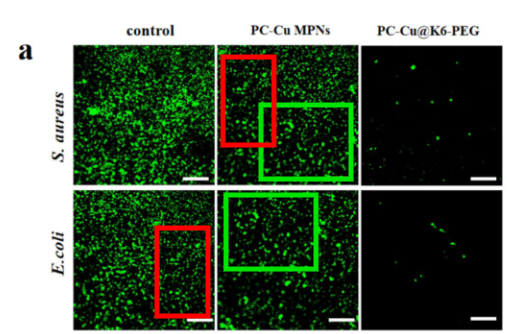 control PC-Cu MPNs PC-Cu@K6-PEG
a
S. aureus
E.coli